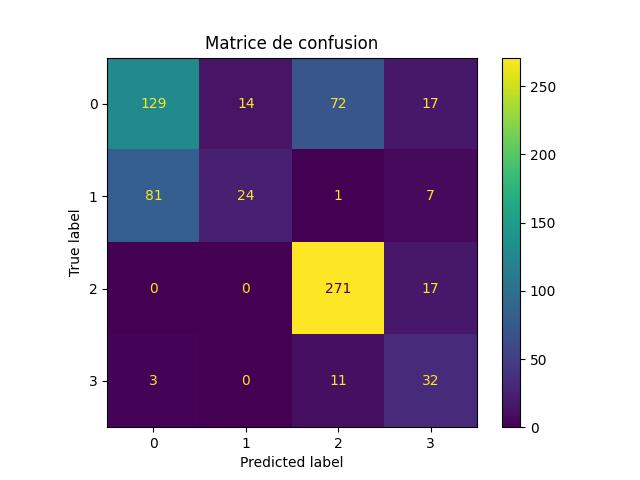 Matrice de confusion
True label
0 129 14 72 17
1 81 24 1 7
2 0 0 271 17
3 3 0 11 32
0 1 2 3
Predicted label
250
200
150
100
50
0